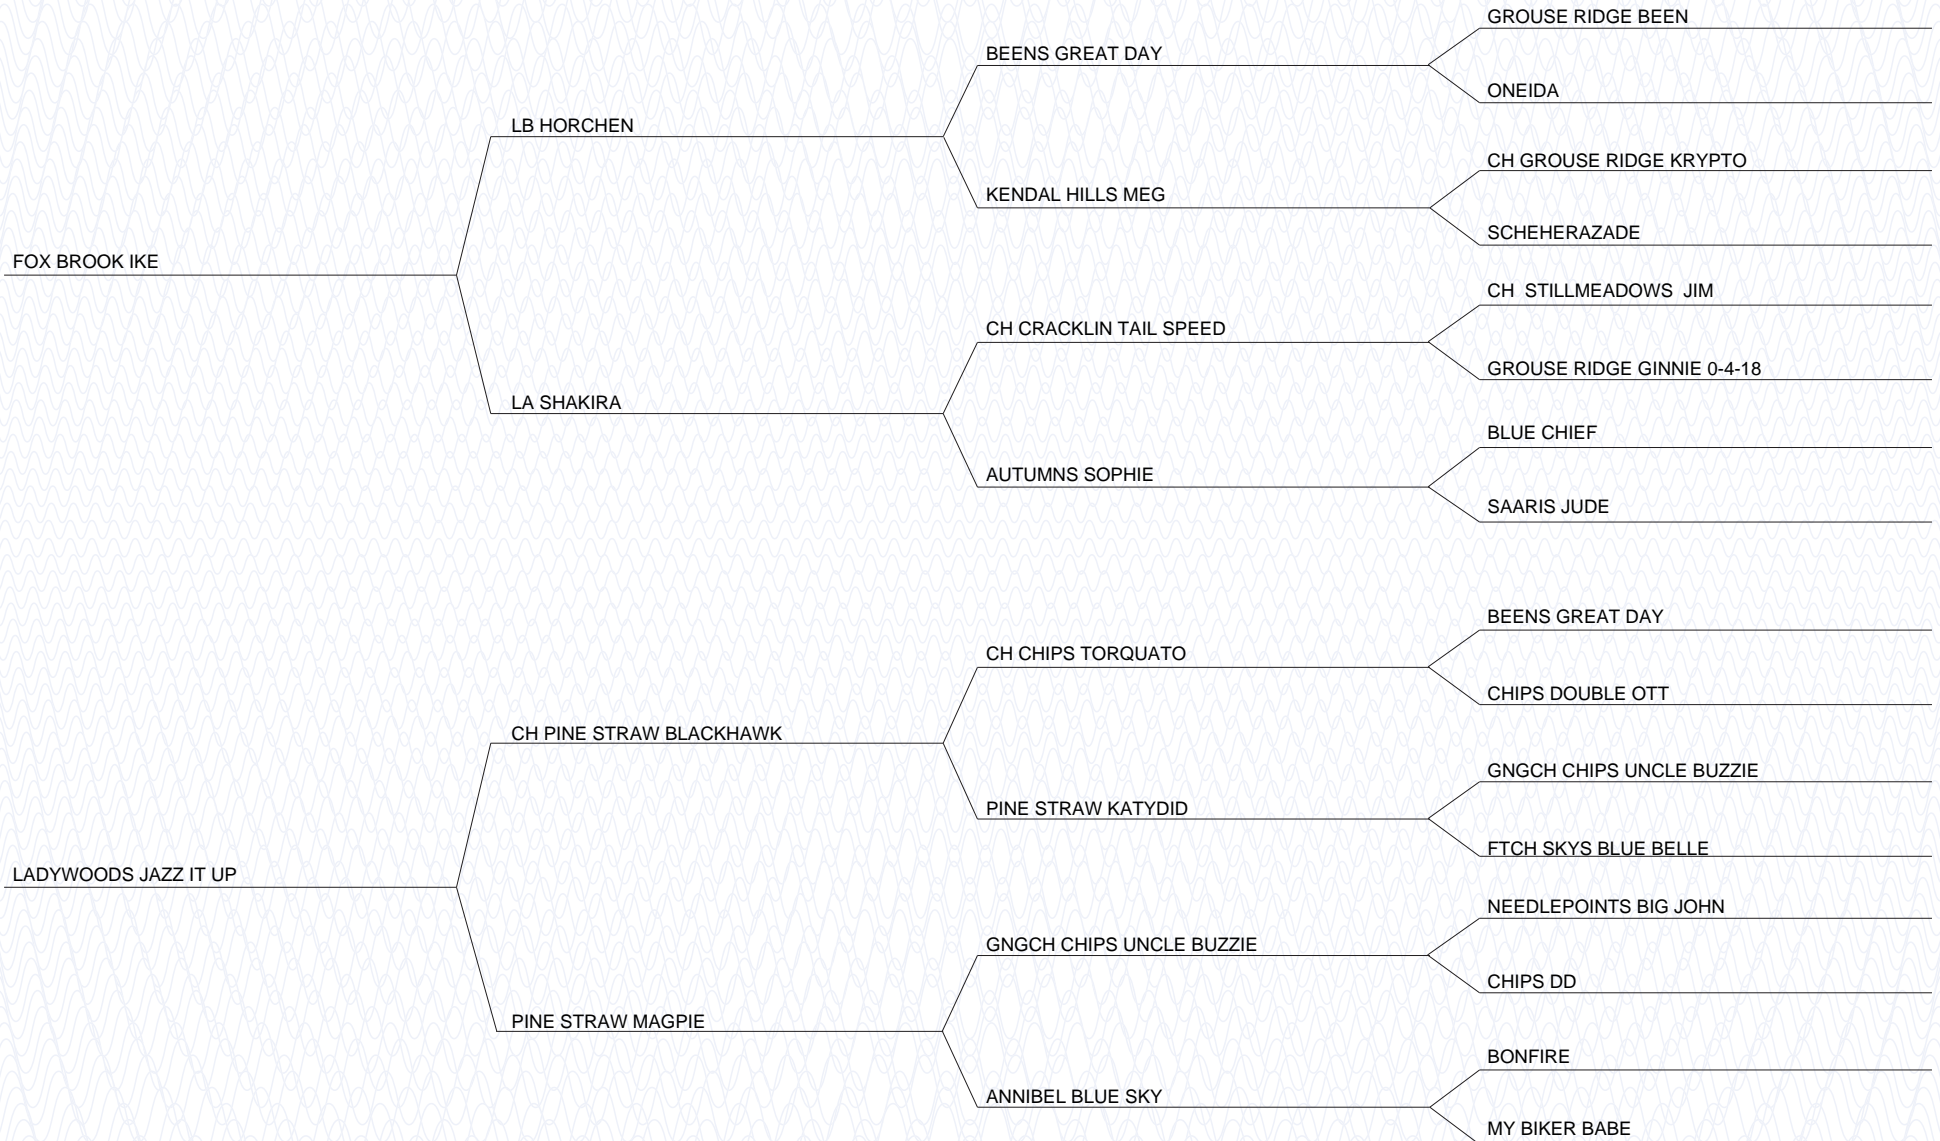 GROUSE RIDGE BEEN
BEENS GREAT DAY
ONEIDA
LB HORCHEN
CH GROUSE RIDGE KRYPTO
KENDAL HILLS MEG
SCHEHERAZADE
FOX BROOK IKE
CH  STILLMEADOWS  JIM
CH CRACKLIN TAIL SPEED
GROUSE RIDGE GINNIE 0-4-18
LA SHAKIRA
BLUE CHIEF
AUTUMNS SOPHIE
SAARIS JUDE
BEENS GREAT DAY
CH CHIPS TORQUATO
CHIPS DOUBLE OTT
CH PINE STRAW BLACKHAWK
GNGCH CHIPS UNCLE BUZZIE
PINE STRAW KATYDID
FTCH SKYS BLUE BELLE
LADYWOODS JAZZ IT UP
NEEDLEPOINTS BIG JOHN
GNGCH CHIPS UNCLE BUZZIE
CHIPS DD
PINE STRAW MAGPIE
BONFIRE
ANNIBEL BLUE SKY
MY BIKER BABE